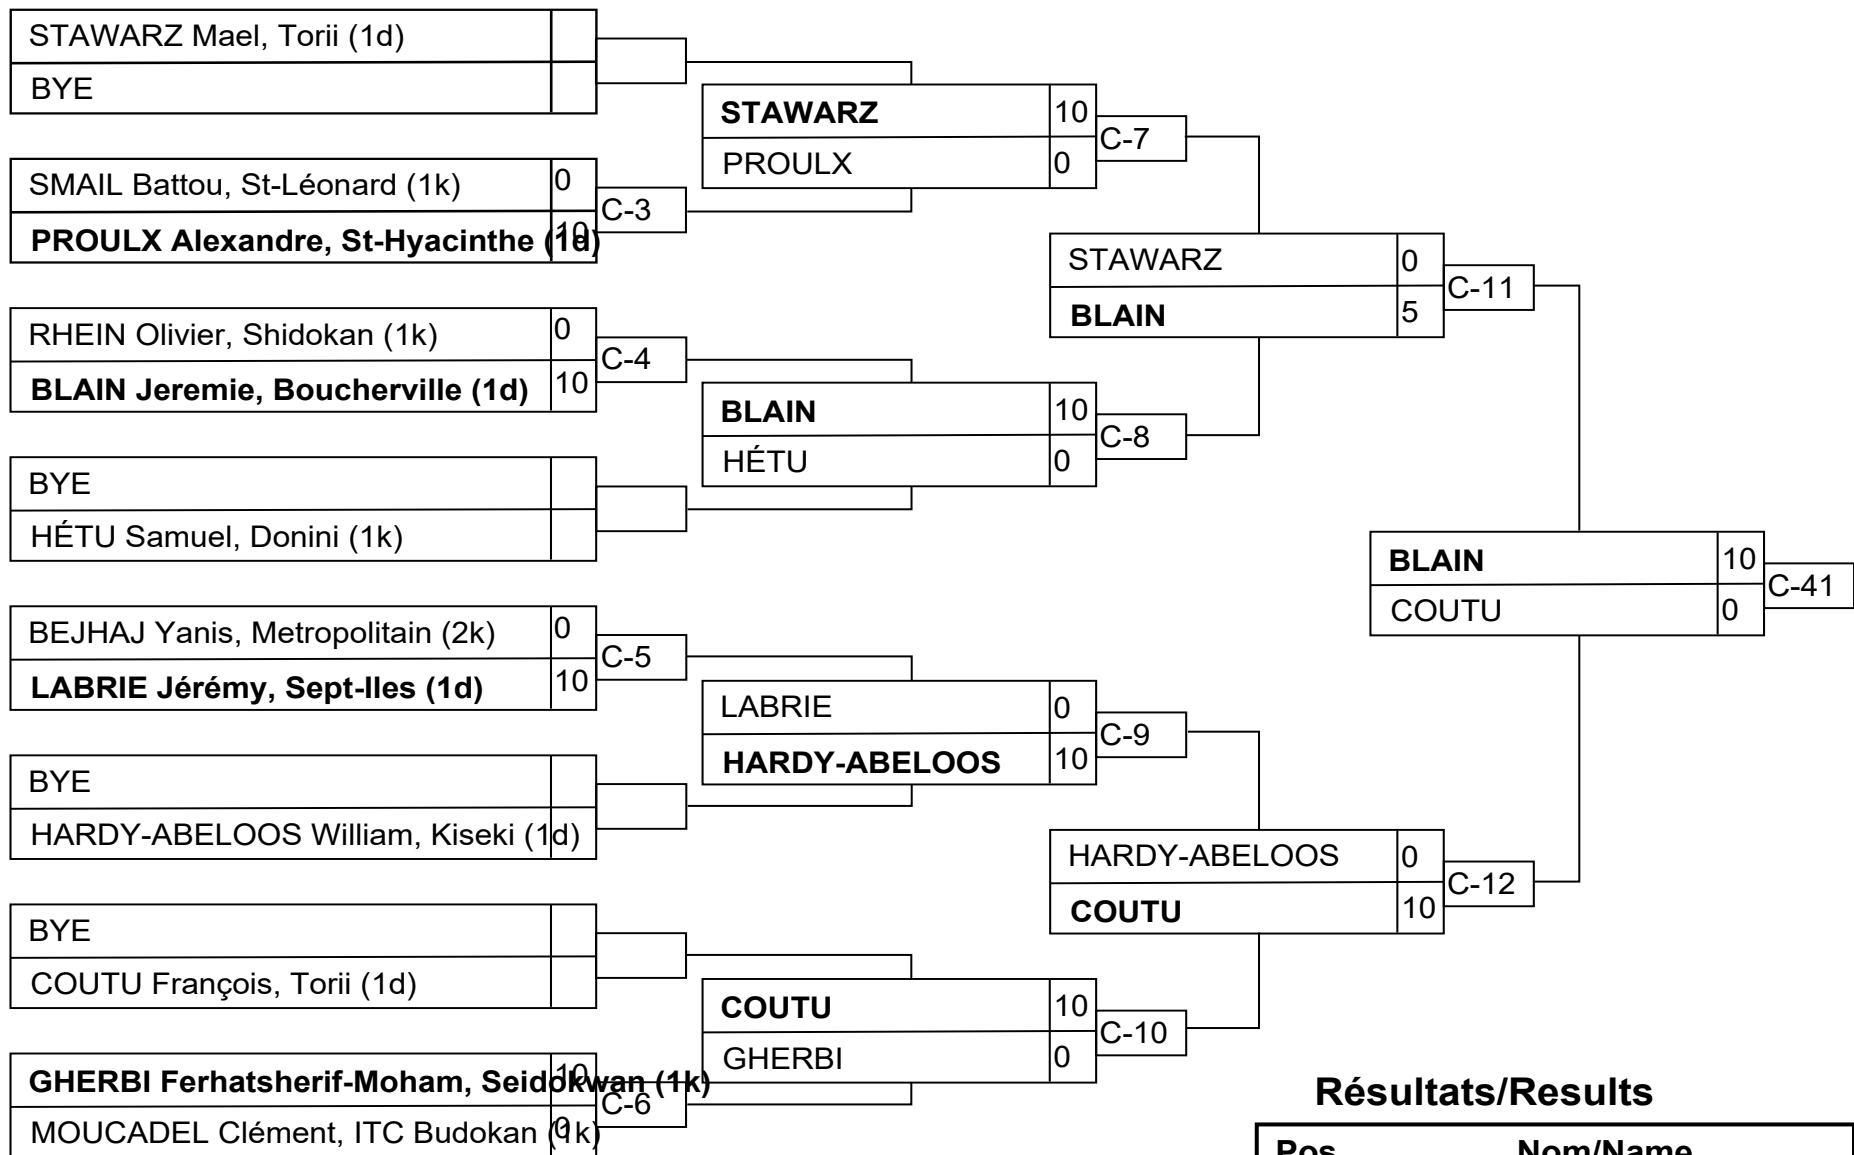 STAWARZ Mael, Torii (1d)
BYE
SMAIL Battou, St-Léonard (1k) 0
PROULX Alexandre, St-Hyacinthe (1d) 10
C-3
RHEIN Olivier, Shidokan (1k) 0
BLAIN Jeremie, Boucherville (1d) 10
C-4
BYE
HÉTU Samuel, Donini (1k)
BEJHAJ Yanis, Metropolitain (2k) 0
LABRIE Jérémy, Sept-Iles (1d) 10
C-5
BYE
HARDY-ABELOOS William, Kiseki (1d)
BYE
COUTU François, Torii (1d)
GHERBI Ferhatsherif-Moham, Seidokwan (1k) 10
MOUCADEL Clément, ITC Budokan (1k) 0
C-6
STAWARZ 10
PROULX 0
C-7
BLAIN 10
HÉTU 0
C-8
LABRIE 0
HARDY-ABELOOS 10
C-9
COUTU 10
GHERBI 0
C-10
STAWARZ 0
BLAIN 5
C-11
HARDY-ABELOOS 0
COUTU 10
C-12
BLAIN 10
COUTU 0
C-41
Résultats/Results
Pos Nom/Name